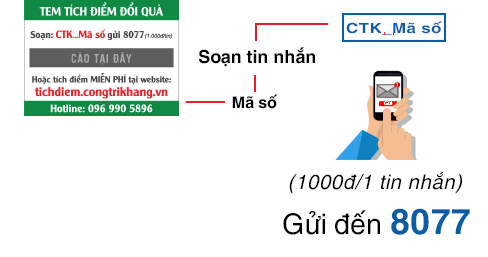 TEM TÍCH ĐIỂM ĐỔI QUÀ
Soạn: CTK_Mã số gửi 8077(1.000đ/tin)
CÀO TẠI ĐÂY
Hoặc tích điểm MIỄN PHÍ tại website:
tichdiem.congtrikhang.vn
Hotline: 096 990 5896
Soạn tin nhắn
Mã số
CTK_Mã số
(1000đ/1 tin nhắn)
Gửi đến 8077